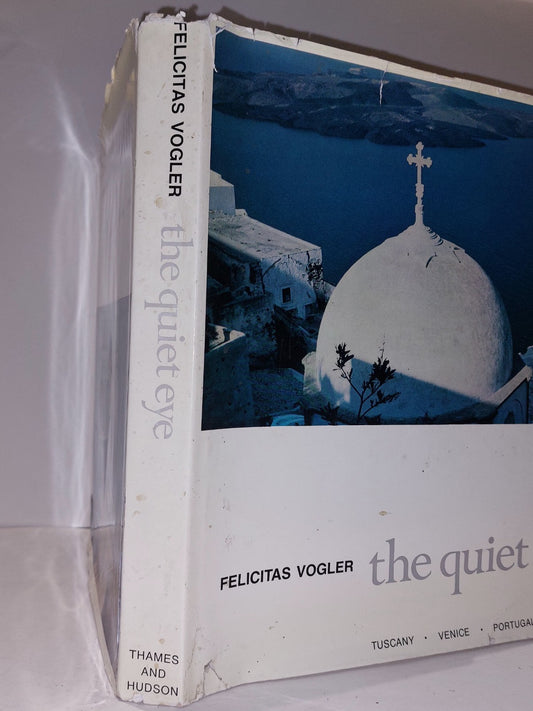 FELICITAS VOGLER
the quiet eye
THAMES
AND
HUDSON
FELICITAS VOGLER the quiet
TUSCANY · VENICE · PORTUGAL